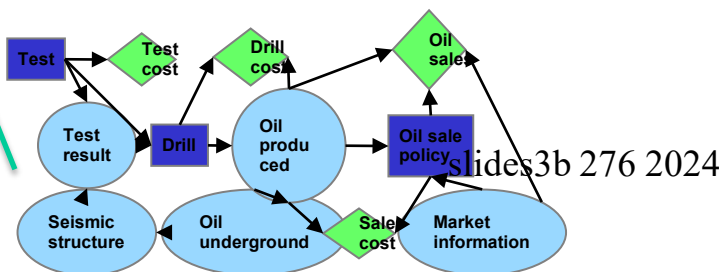 Test
Test
cost
Drill
cost
Oil
sales
Test
result
Drill
Oil
produ
ced
Oil sale
policy
slides3b 276 2024
Seismic
structure
Oil
underground
Sale
cost
Market
information